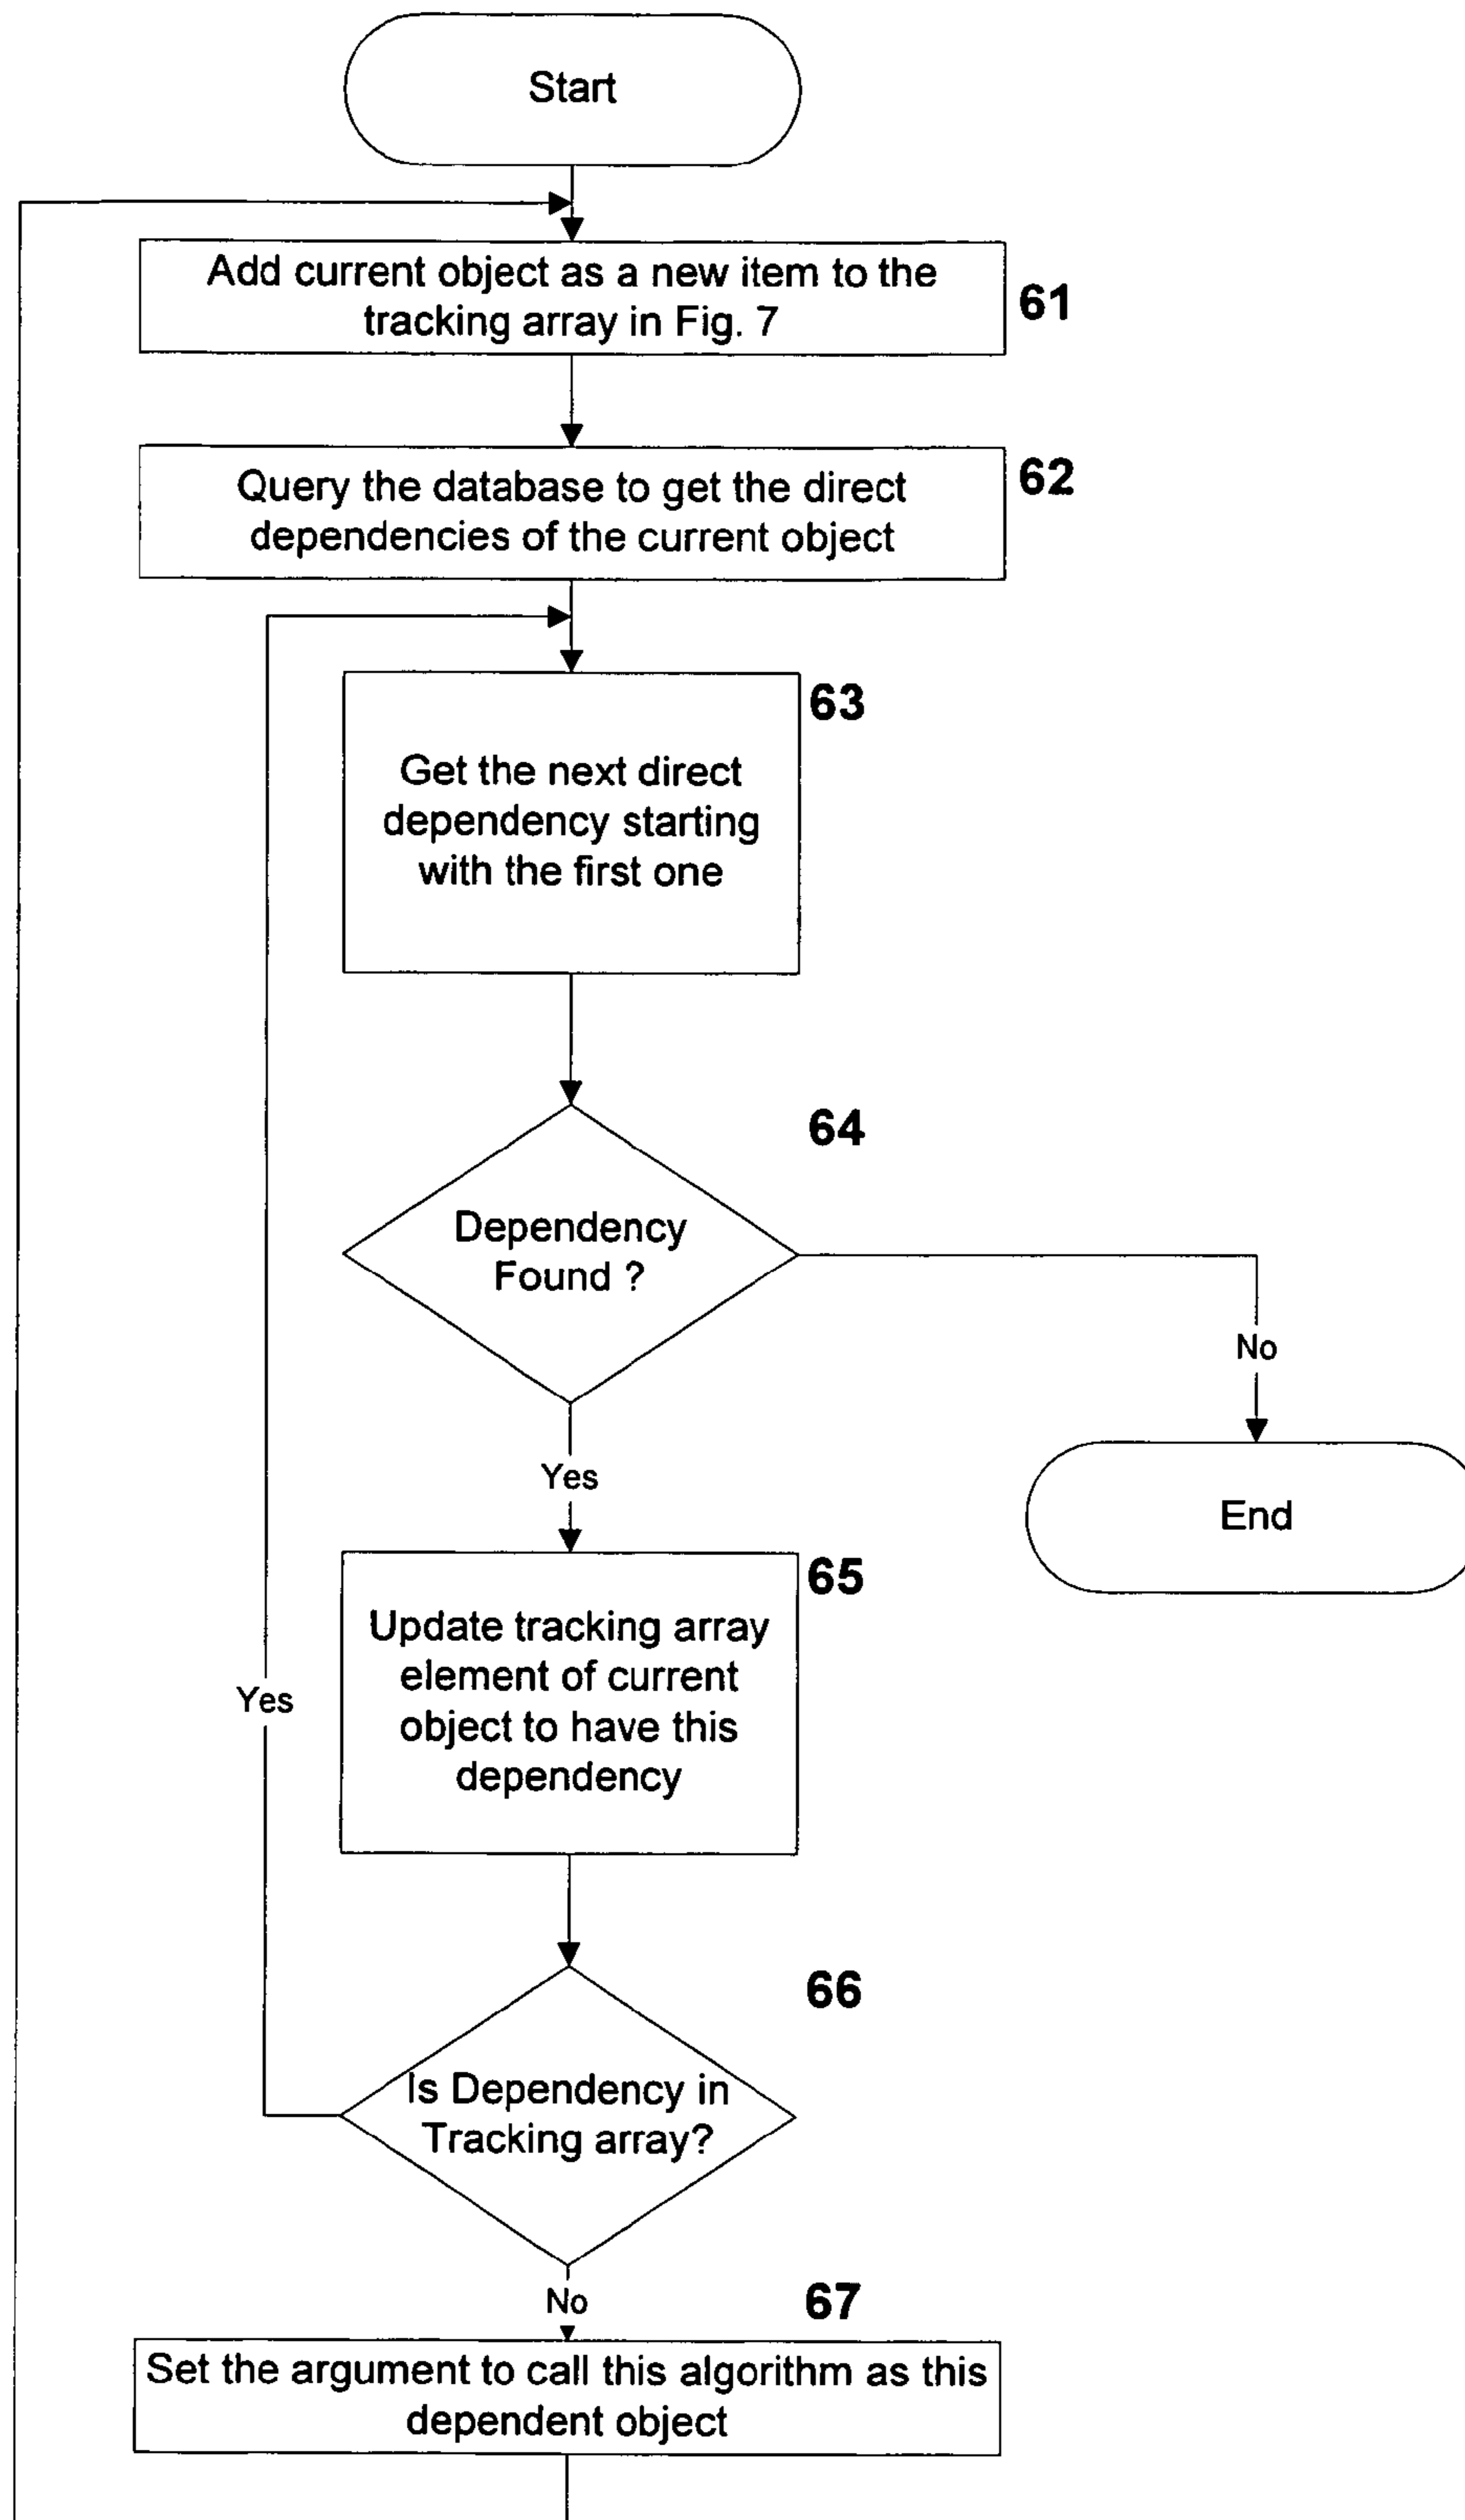 Start
Add current object as a new item to the
tracking array in Fig. 7
61
Query the database to get the direct
dependencies of the current object
62
63
Get the next direct
dependency starting
with the first one
64
Dependency
Found ?
No
Yes
End
65
Update tracking array
element of current
object to have this
dependency
Yes
66
Is Dependency in
Tracking array?
No
67
Set the argument to call this algorithm as this
dependent object